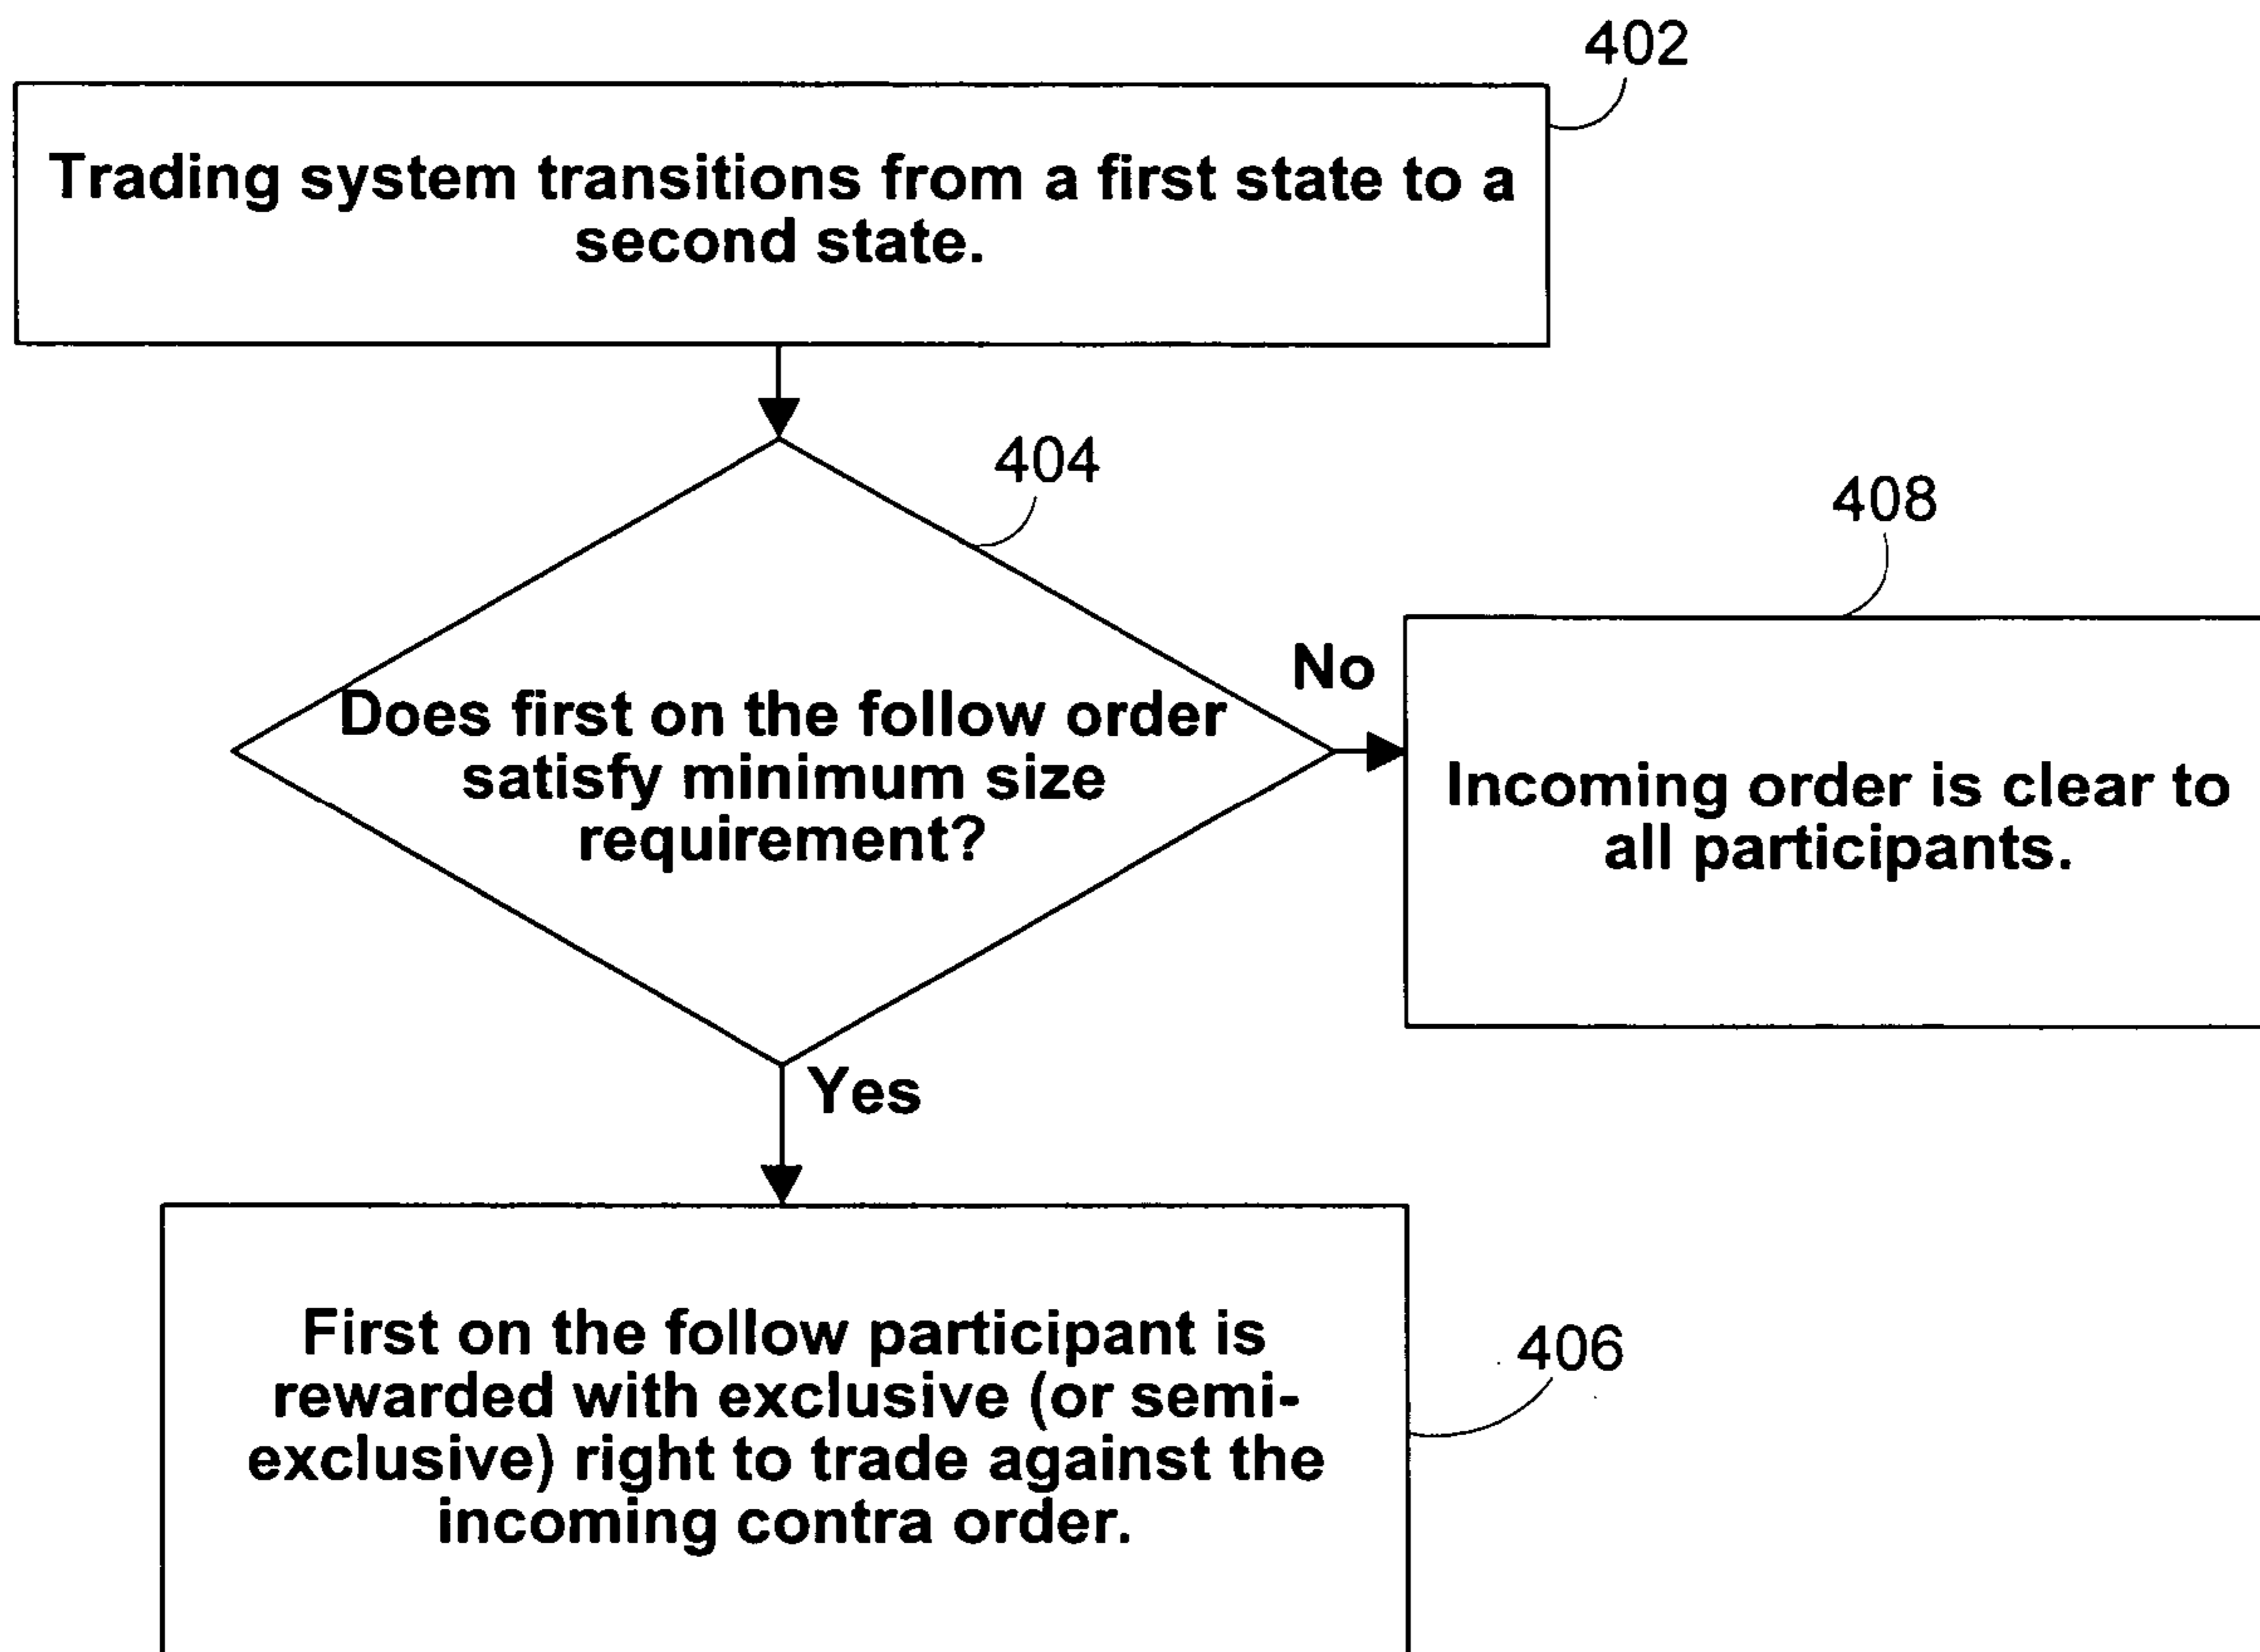 402
Trading system transitions from a first state to a
second state.
404
408
No
Does first on the follow order
satisfy minimum size
requirement?
Incoming order is clear to
all participants.
Yes
First on the follow participant is
rewarded with exclusive (or semi-
exclusive) right to trade against the
incoming contra order.
406